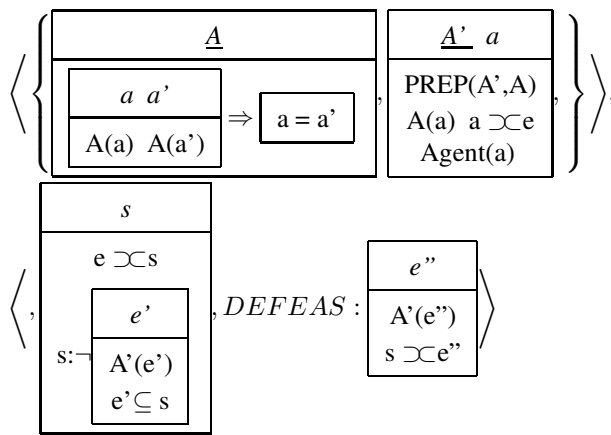 ⟨{ A , A' a , } ⟩,
a a'
A(a) A(a') ⇒ a = a'
PREP(A',A)
A(a) a ⊃⊂ e
Agent(a)
s
e ⊃⊂ s
s:¬ e'
A'(e')
e' ⊆ s
⟨, , DEFEAS : e” ⟩
A'(e”)
s ⊃⊂ e”